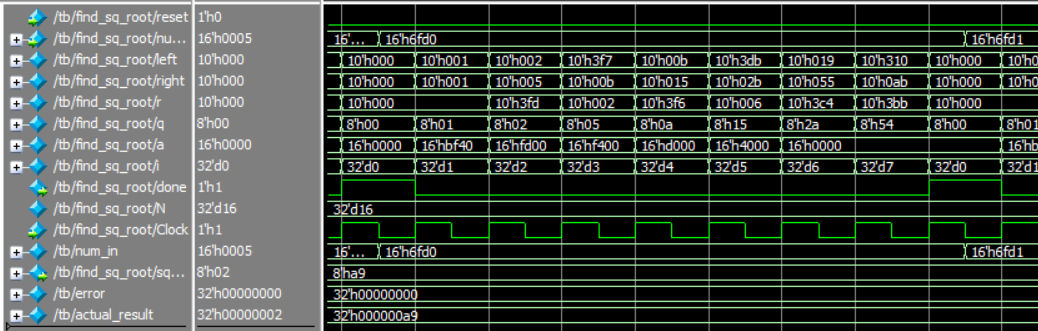 /tb/find_sq_root/reset 1'h0
/tb/find_sq_root/nu... 16'h0005 16'... 16'h6fd0 16'h6fd1
/tb/find_sq_root/left 10'h000 10'h000 10'h001 10'h002 10'h3f7 10'h00b 10'h3db 10'h019 10'h310 10'h000 10'h0
/tb/find_sq_root/right 10'h000 10'h000 10'h001 10'h005 10'h00b 10'h015 10'h02b 10'h055 10'h0ab 10'h000 10'h0
/tb/find_sq_root/r 10'h000 10'h000 10'h3fd 10'h002 10'h3f6 10'h006 10'h3c4 10'h3bb 10'h000
/tb/find_sq_root/q 8'h00 8'h00 8'h01 8'h02 8'h05 8'h0a 8'h15 8'h2a 8'h54 8'h00 8'h01
/tb/find_sq_root/a 16'h0000 16'h0000 16'hbf40 16'hfd00 16'hf400 16'hd000 16'h4000 16'h0000 16'hb
/tb/find_sq_root/i 32'd0 32'd0 32'd1 32'd2 32'd3 32'd4 32'd5 32'd6 32'd7 32'd0 32'd1
/tb/find_sq_root/done 1'h1
/tb/find_sq_root/N 32'd16 32'd16
/tb/find_sq_root/Clock 1'h1
/tb/num_in 16'h0005 16'... 16'h6fd0 16'h6fd1
/tb/find_sq_root/sq... 8'h02 8'ha9
/tb/error 32'h00000000 32'h00000000
/tb/actual_result 32'h00000002 32'h000000a9